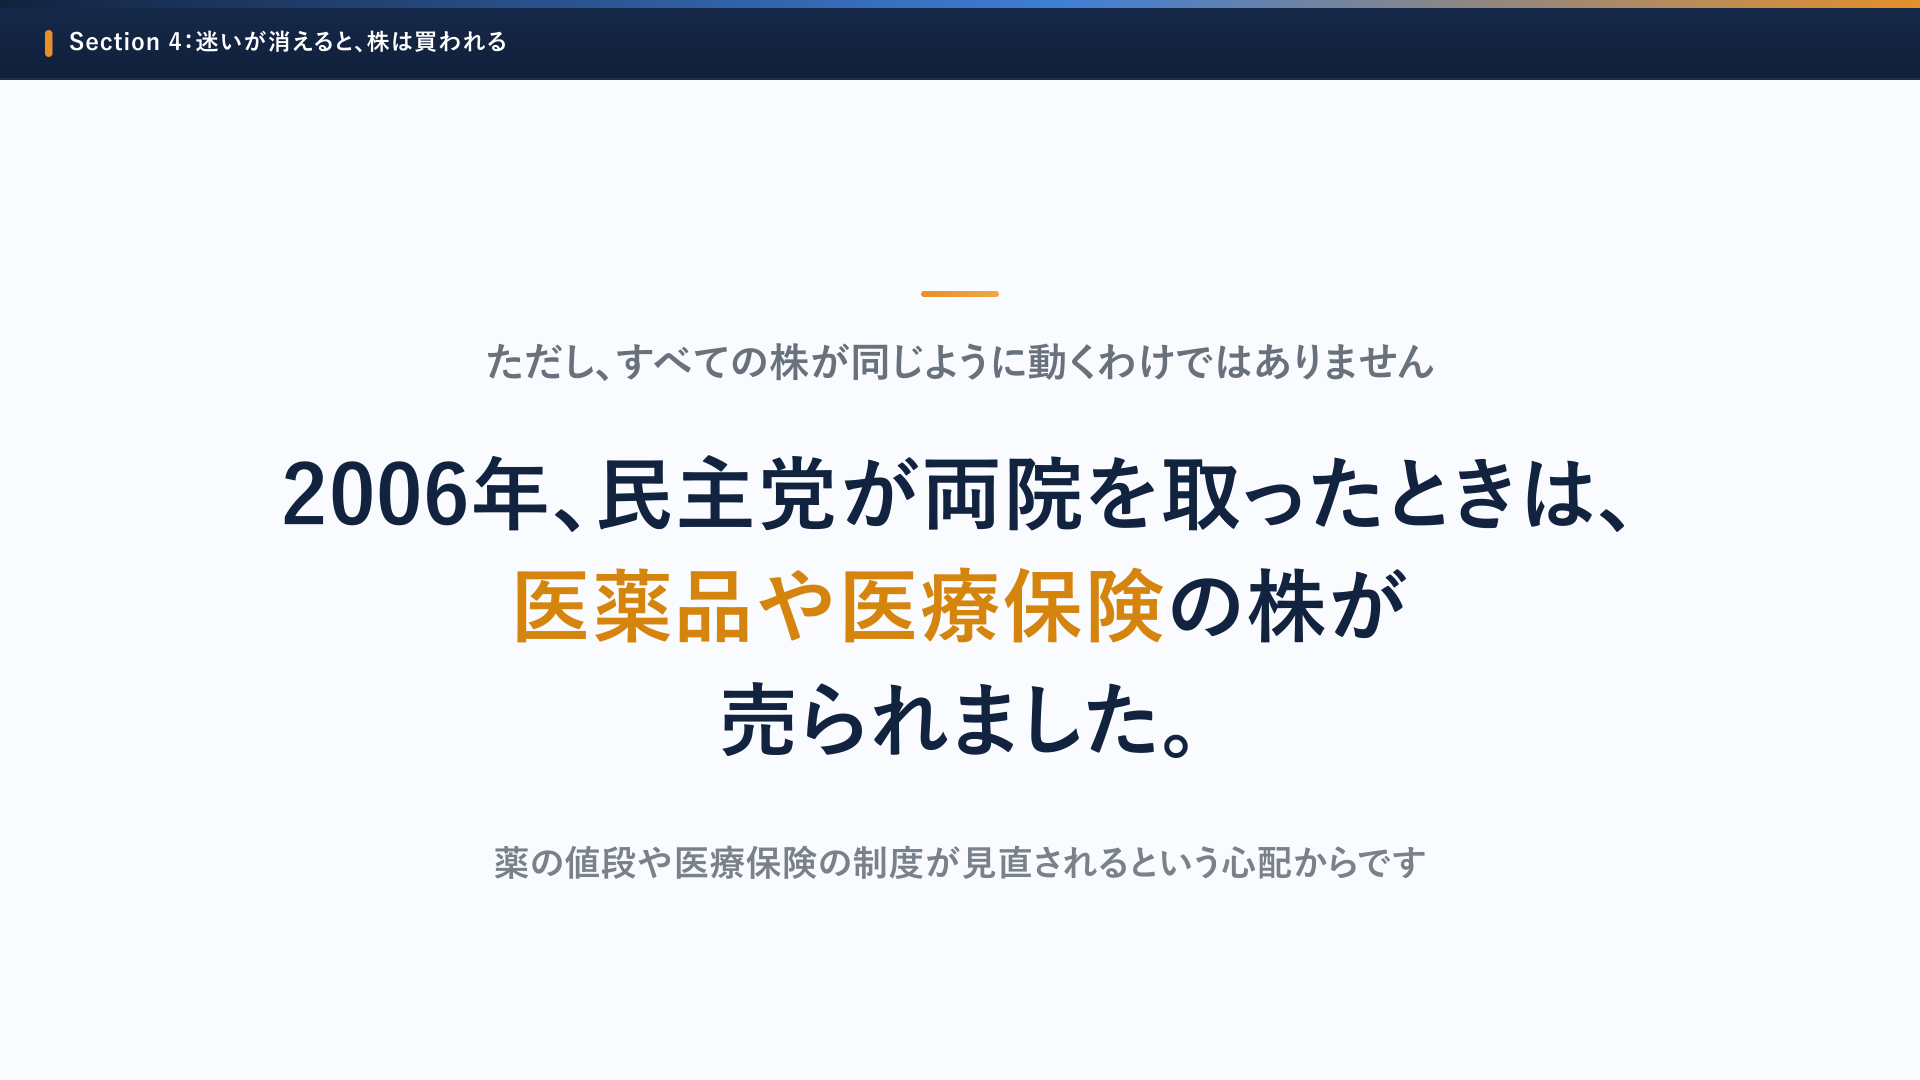 Section 4：迷いが消えると、株は買われる
ただし、すべての株が同じように動くわけではありません
2006年、民主党が両院を取ったときは、
医薬品や医療保険の株が
売られました。
薬の値段や医療保険の制度が見直されるという心配からです